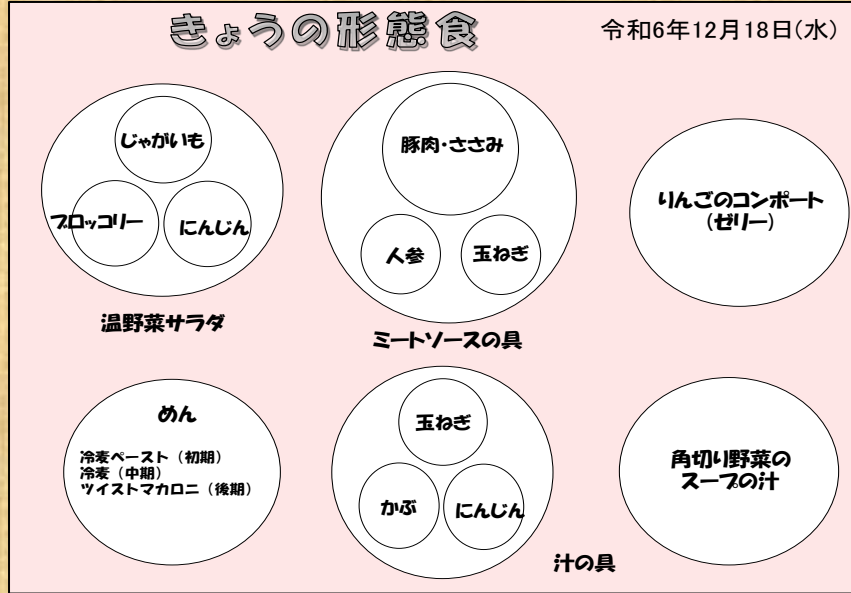 きょうの形態食
令和6年12月18日(水)
じゃがいも
ブロッコリー
にんじん
温野菜サラダ
豚肉・ささみ
人参
玉ねぎ
ミートソースの具
りんごのコンポート
(ゼリー)
めん
冷麦ペースト（初期）
冷麦（中期）
ツイストマカロニ（後期）
玉ねぎ
かぶ
にんじん
汁の具
角切り野菜の
スープの汁